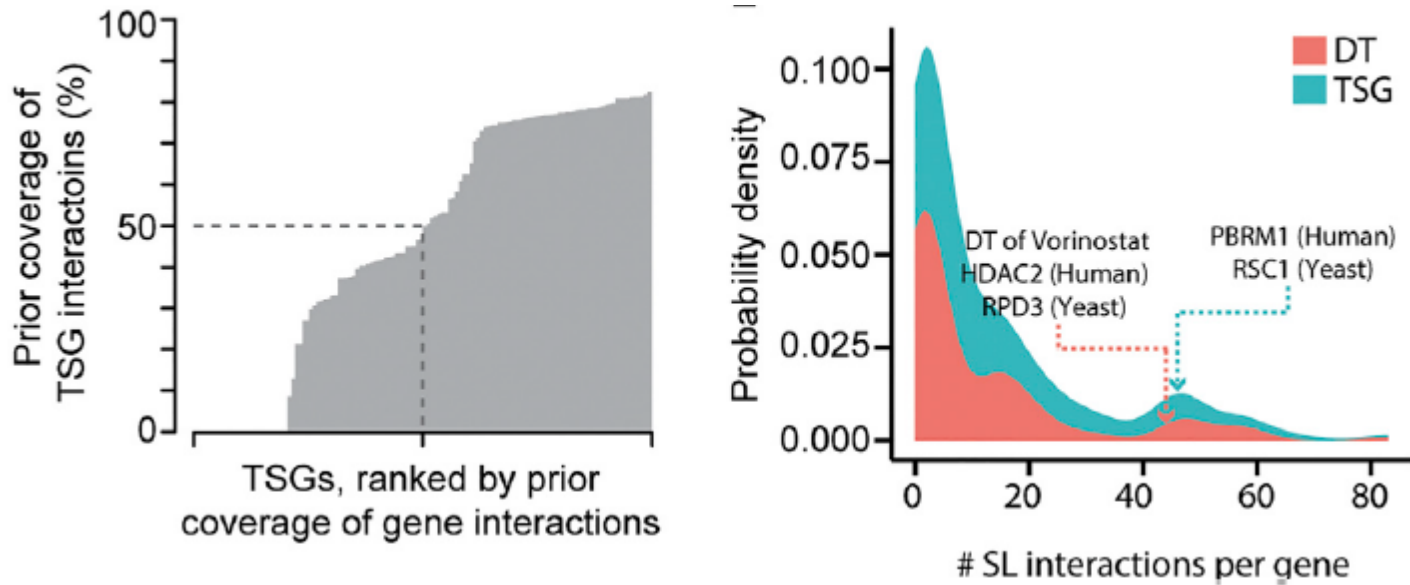 Prior coverage of
TSG interactoins (%)
100
50
0
TSGs, ranked by prior
coverage of gene interactions
Probability density
0.100
0.075
0.050
0.025
0.000
DT
TSG
DT of Vorinostat
HDAC2 (Human)
RPD3 (Yeast)
PBRM1 (Human)
RSC1 (Yeast)
0 20 40 60 80
# SL interactions per gene